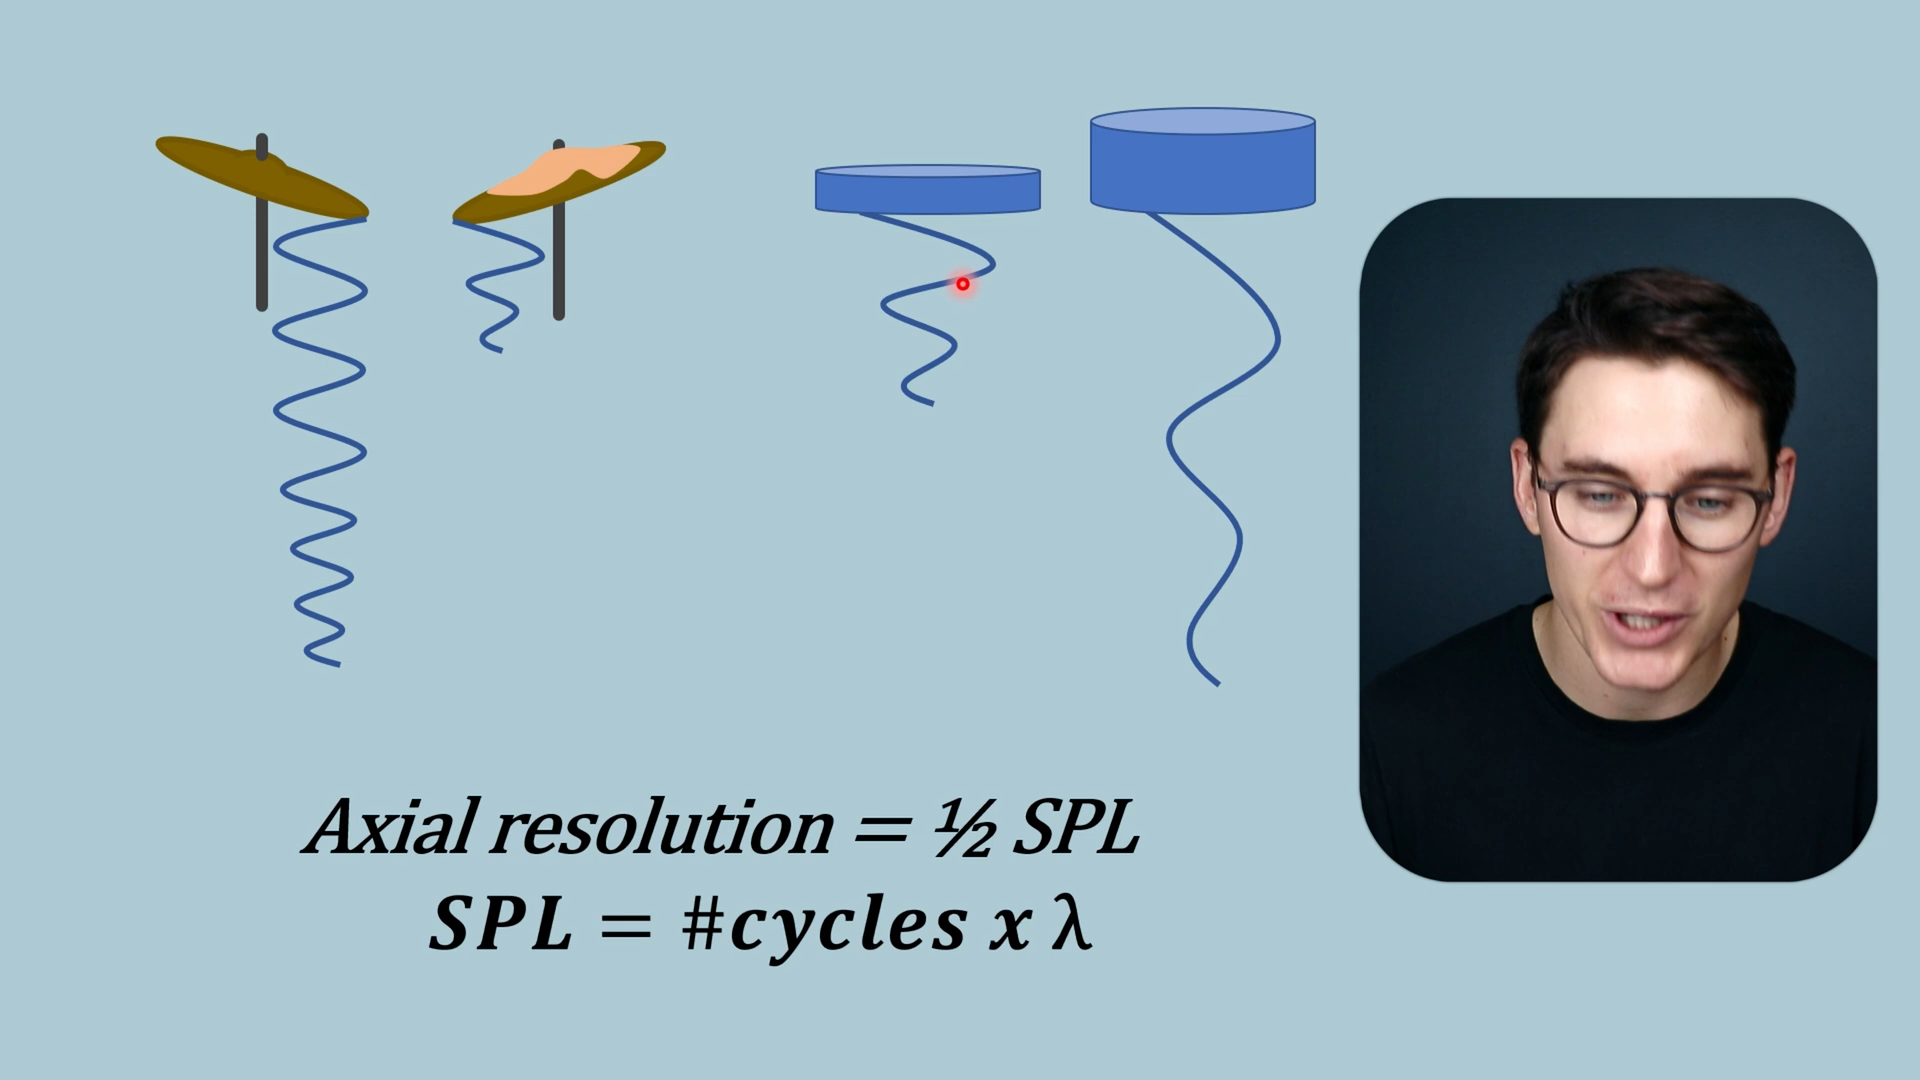 Axial resolution = ½ SPL
SPL = #cycles x λ